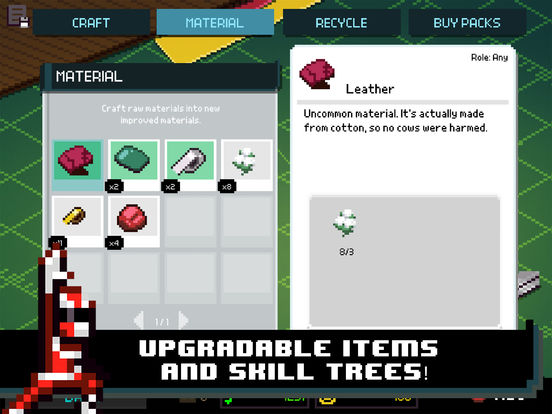 CRAFT
MATERIAL
RECYCLE
BUY PACKS
MATERIAL
Craft raw materials into new
improved materials.
x2
x2
x8
x4
1/1
Role: Any
Leather
Uncommon material. It's actually made
from cotton, so no cows were harmed.
8/3
UPGRADABLE ITEMS
AND SKILL TREES!